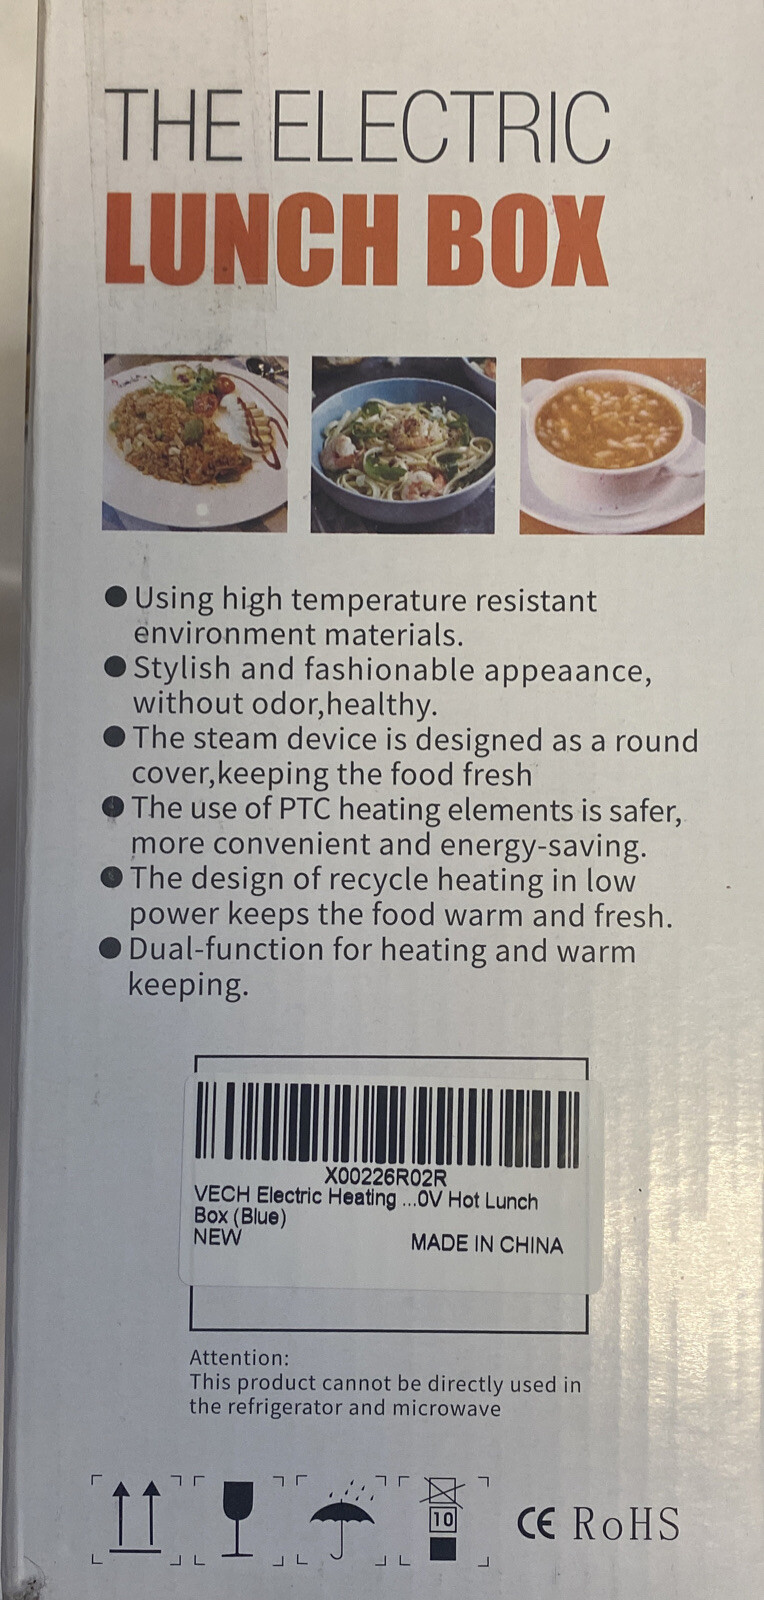 THE ELECTRIC
LUNCH BOX
● Using high temperature resistant
environment materials.
● Stylish and fashionable appeaance,
without odor,healthy.
● The steam device is designed as a round
cover,keeping the food fresh
● The use of PTC heating elements is safer,
more convenient and energy-saving.
● The design of recycle heating in low
power keeps the food warm and fresh.
● Dual-function for heating and warm
keeping.
X00226R02R
VECH Electric Heating ...0V Hot Lunch
Box (Blue)
NEW MADE IN CHINA
Attention:
This product cannot be directly used in
the refrigerator and microwave
10
CE RoHS